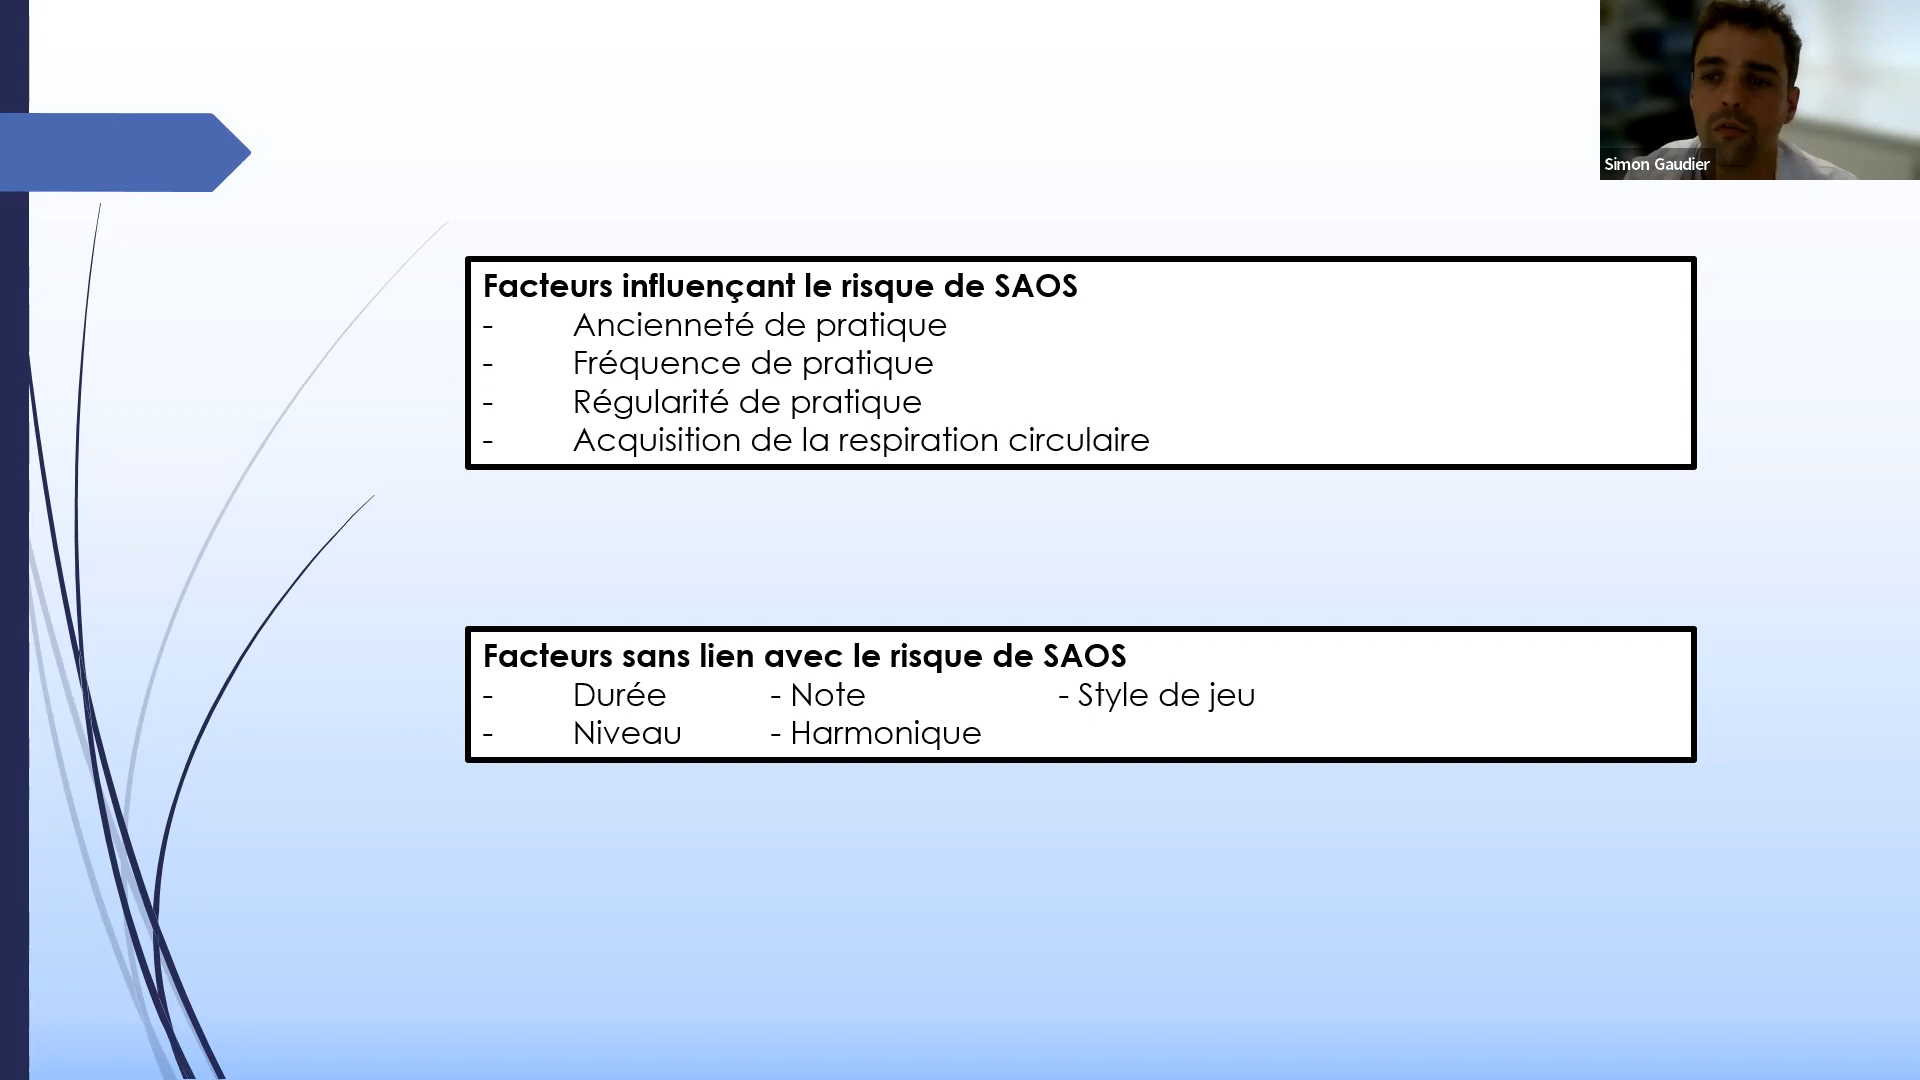 Simon Gaudier
Facteurs influençant le risque de SAOS
- Ancienneté de pratique
- Fréquence de pratique
- Régularité de pratique
- Acquisition de la respiration circulaire
Facteurs sans lien avec le risque de SAOS
- Durée - Note - Style de jeu
- Niveau - Harmonique